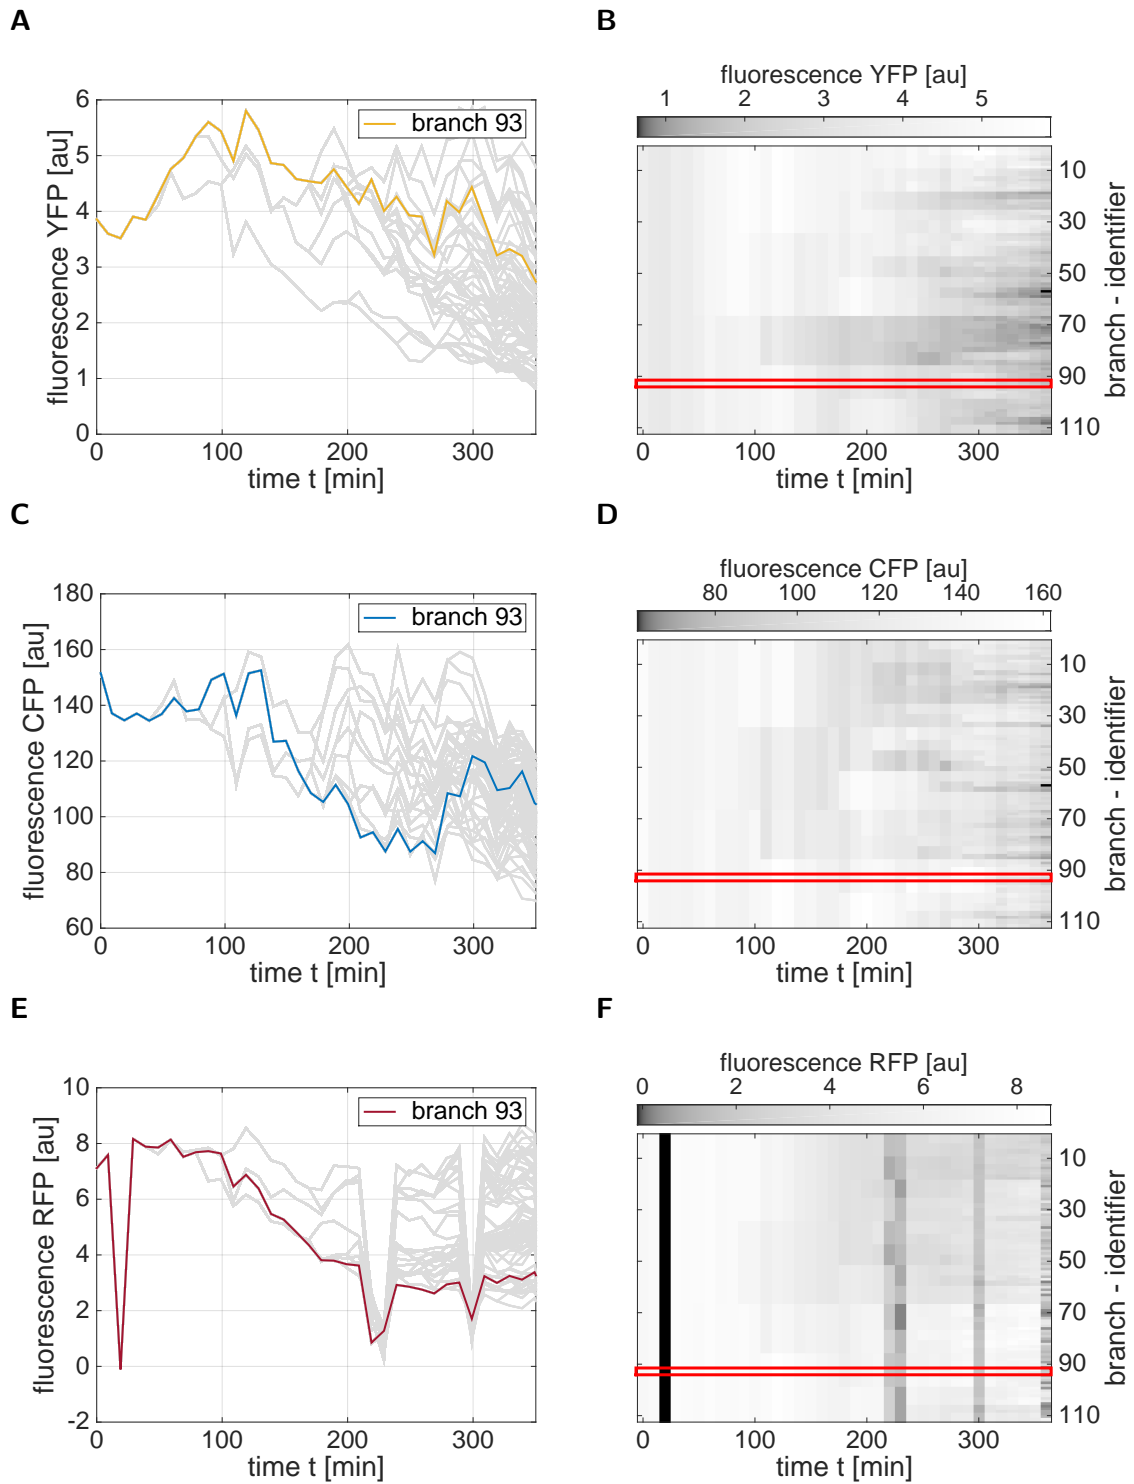 A
B
fluorescence YFP [au]
1 2 3 4 5
6
5
4
3
2
1
0
fluorescence YFP [au]
branch 93
0 100 200 300
time t [min]
10
30
50
70
90
110
branch - identifier
0 100 200 300
time t [min]
C
D
fluorescence CFP [au]
80 100 120 140 160
180
160
140
120
100
80
60
fluorescence CFP [au]
branch 93
0 100 200 300
time t [min]
10
30
50
70
90
110
branch - identifier
0 100 200 300
time t [min]
E
F
fluorescence RFP [au]
0 2 4 6 8
10
8
6
4
2
0
-2
fluorescence RFP [au]
branch 93
0 100 200 300
time t [min]
10
30
50
70
90
110
branch - identifier
0 100 200 300
time t [min]